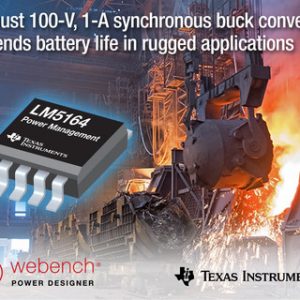 ust 100-V, 1-A synchronous buck conve
ends battery life in rugged applications
LM5164
Power Management
TEXAS INSTRUMENTS
webench®
POWER DESIGNER
TEXAS INSTRUME